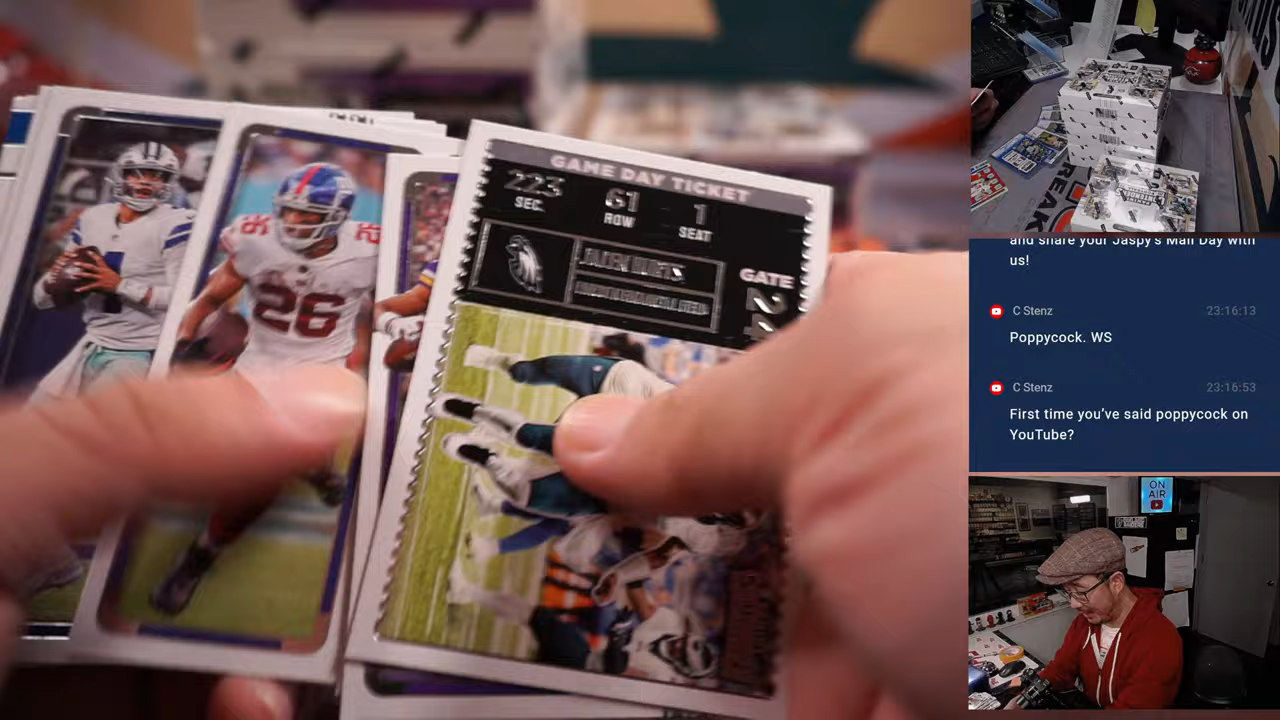 GAME DAY TICKET
223
SEC.
61
ROW
1
SEAT
GATE
26
26
and share your Jaspy's Mail Day with
us!
C Stenz
23:16:13
Poppycock. WS
C Stenz
23:16:53
First time you've said poppycock on
YouTube?
ON
AIR